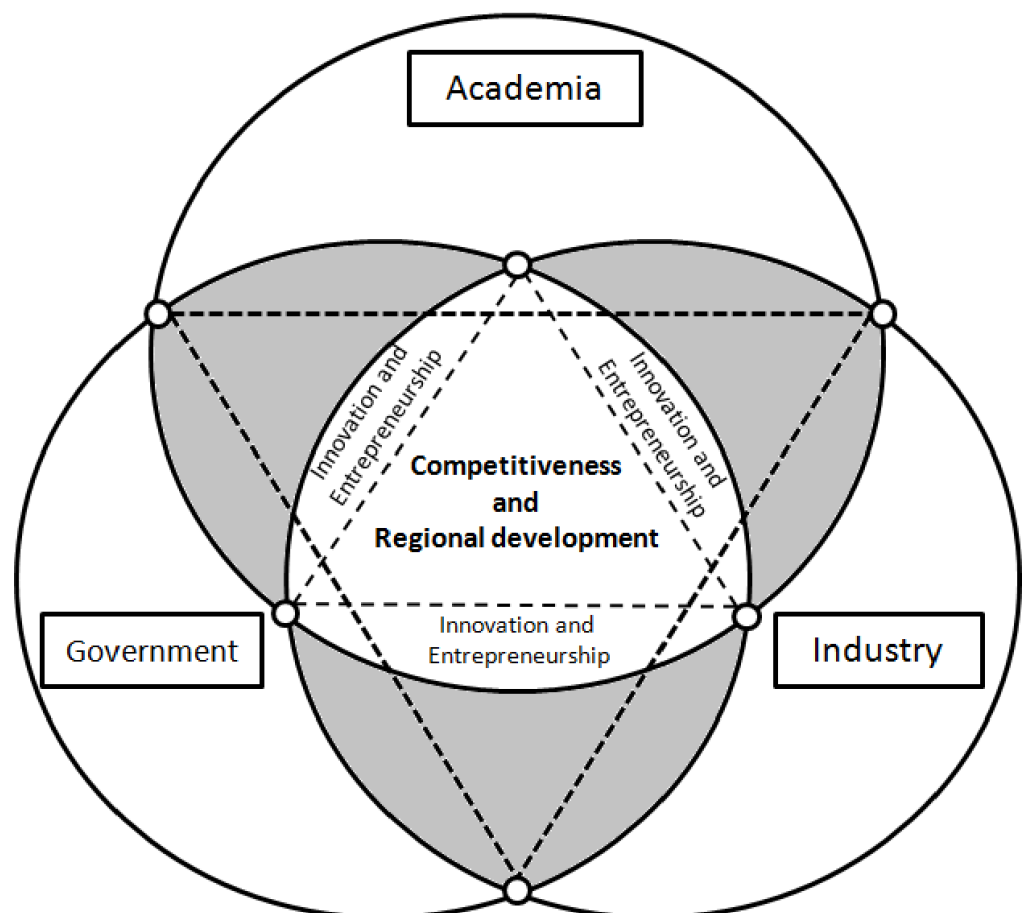 Academia
Innovation and
Entrepreneurship
Innovation and
Entrepreneurship
Competitiveness
and
Regional development
Innovation and
Entrepreneurship
Government
Industry